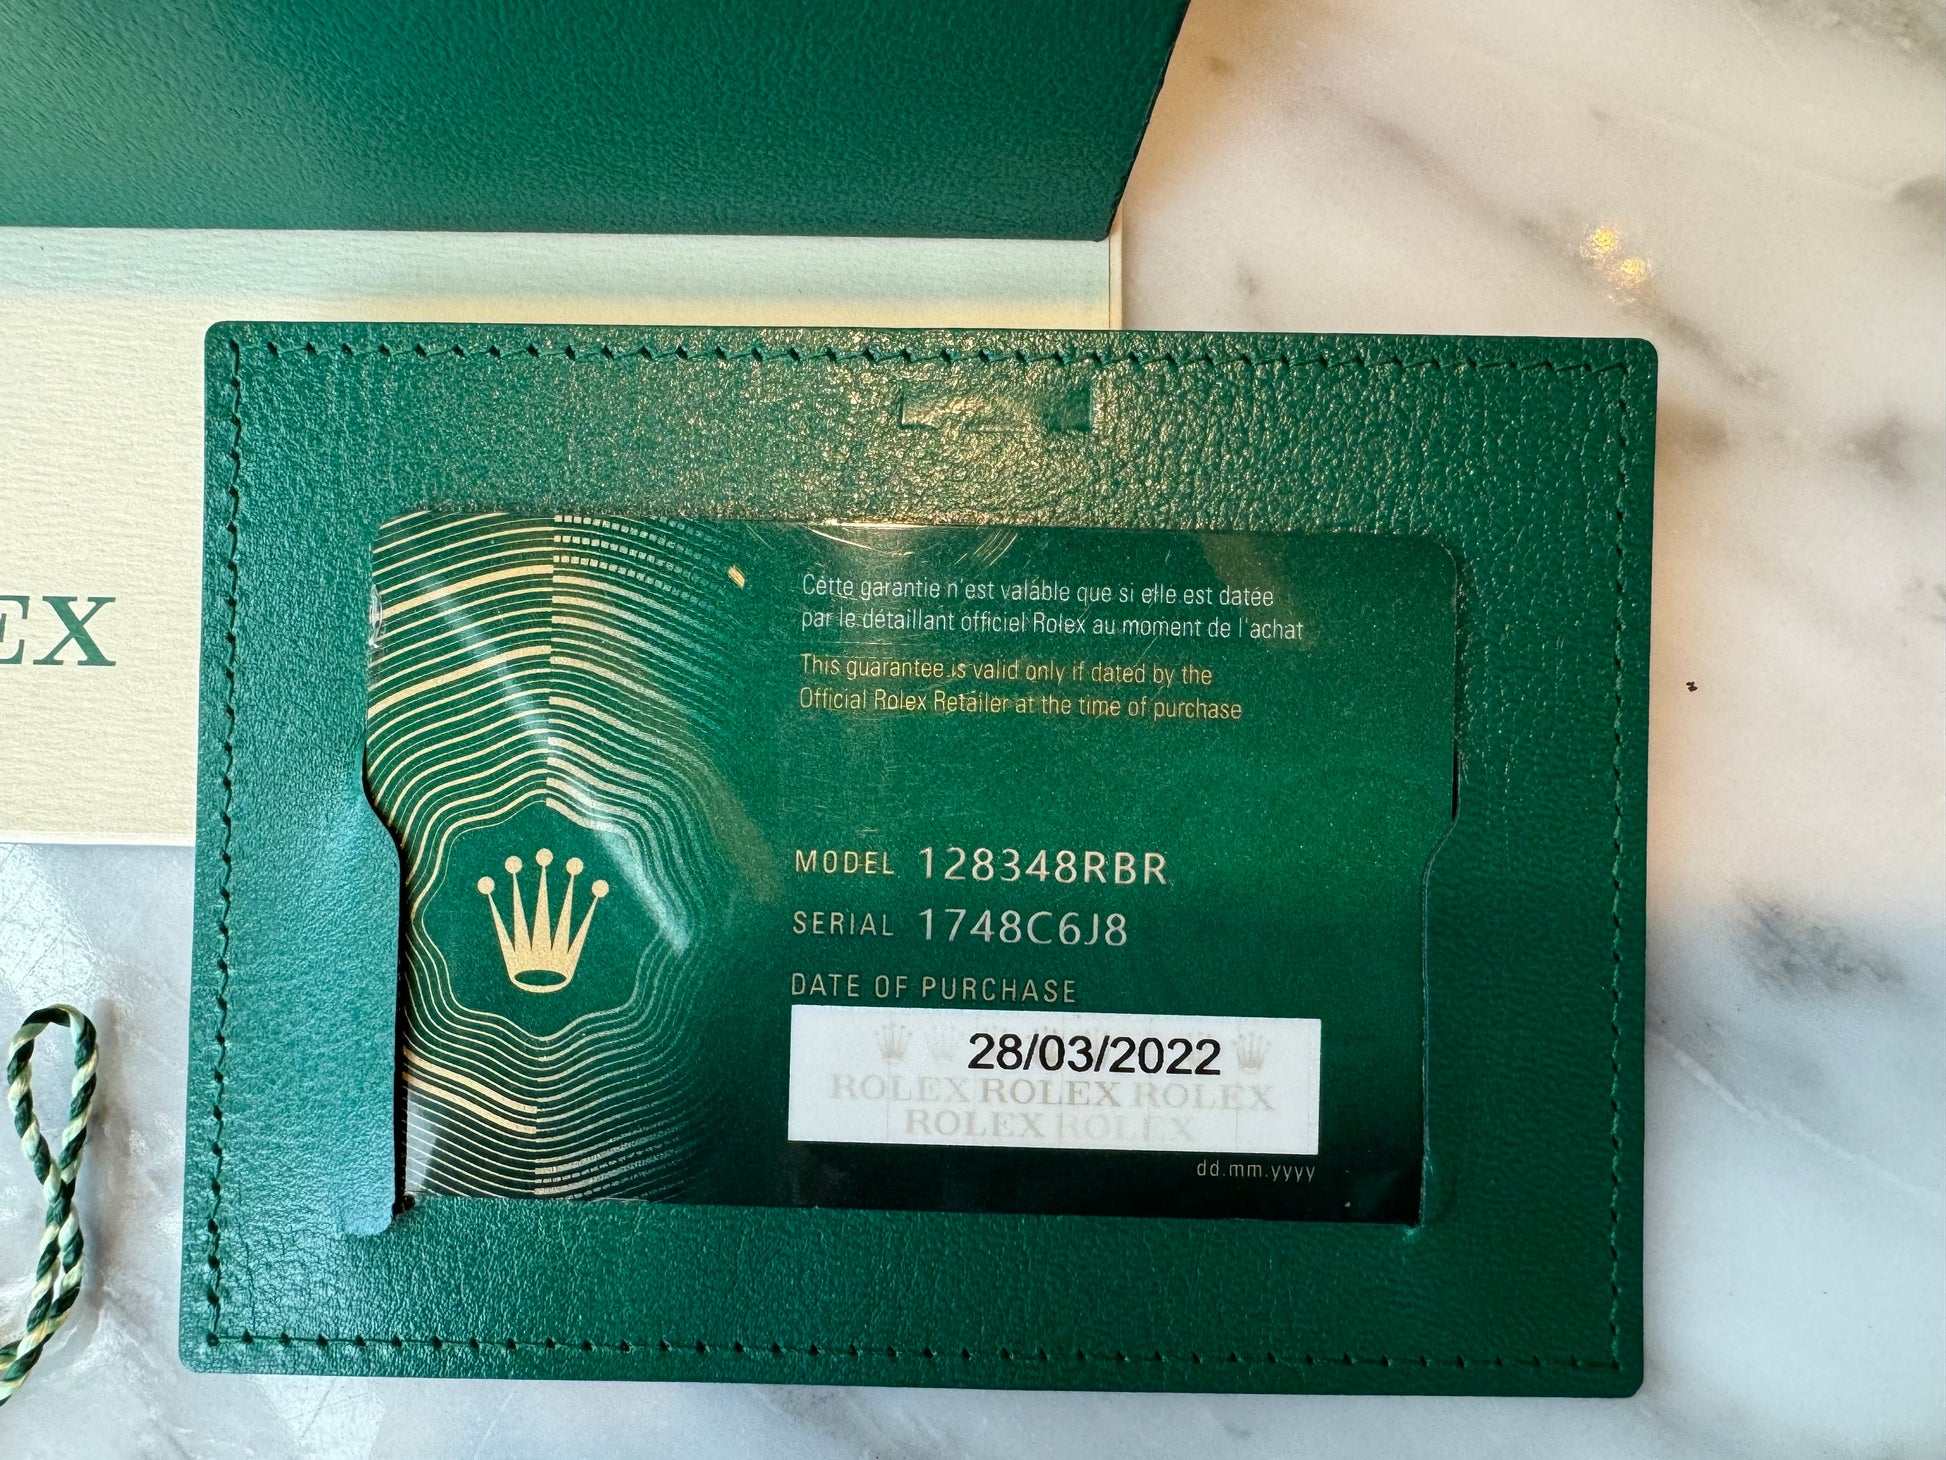 EX
Cette garantie n'est valable que si elle est datée
par le détaillant officiel Rolex au moment de l'achat
This guarantee is valid only if dated by the
Official Rolex Retailer at the time of purchase
MODEL 128348RBR
SERIAL 1748C6J8
DATE OF PURCHASE
28/03/2022
ROLEX ROLEX ROLEX
ROLEX ROLEX
dd.mm.yyyy